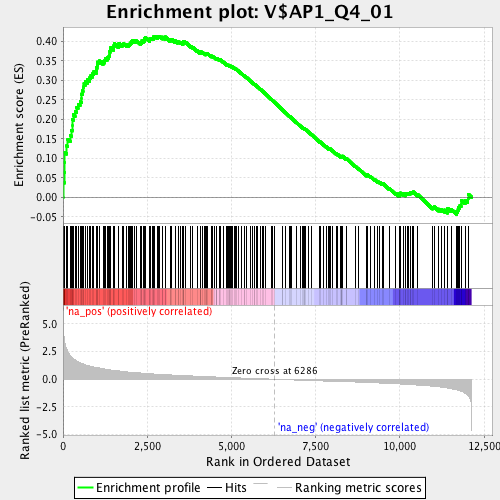 Enrichment plot: V$AP1_Q4_01
Enrichment score (ES)
0.40
0.35
0.30
0.25
0.20
0.15
0.10
0.05
0.00
-0.05
'na_pos' (positively correlated)
Ranked list metric (PreRanked)
5.0
2.5
0.0
-2.5
-5.0
Zero cross at 6286
'na_neg' (negatively correlated)
0
2,500
5,000
7,500
10,000
12,500
Rank in Ordered Dataset
Enrichment profile
Hits
Ranking metric scores